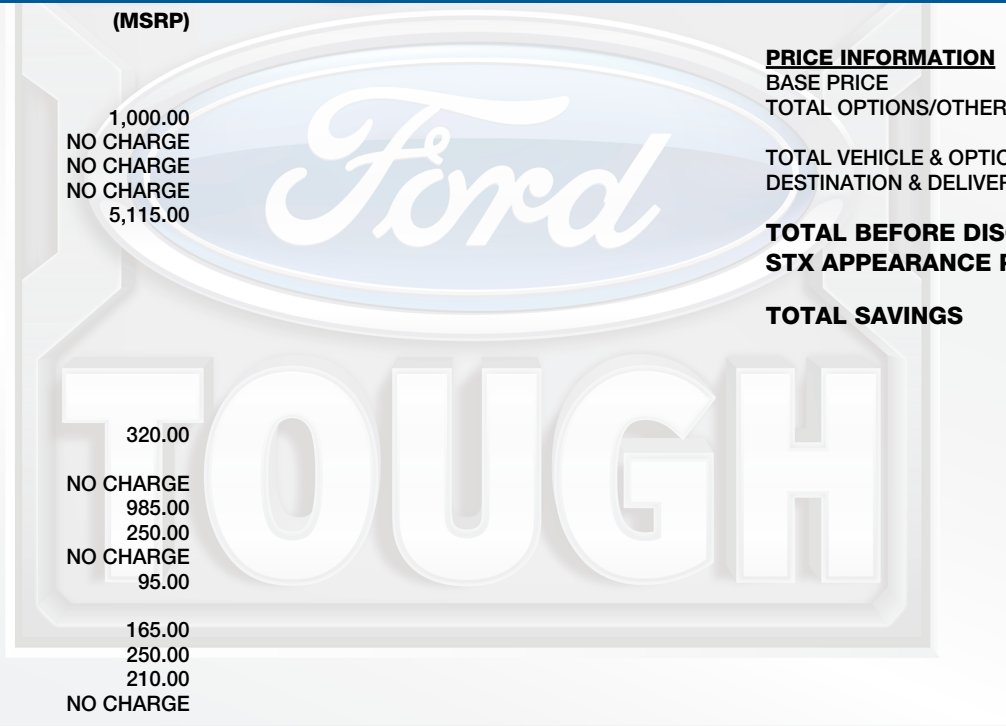 (MSRP)
1,000.00
NO CHARGE
NO CHARGE
NO CHARGE
5,115.00
320.00
NO CHARGE
985.00
250.00
NO CHARGE
95.00
165.00
250.00
210.00
NO CHARGE
Ford
TOUGH
PRICE INFORMATION
BASE PRICE
TOTAL OPTIONS/OTHER
TOTAL VEHICLE & OPTIO
DESTINATION & DELIVER
TOTAL BEFORE DISC
STX APPEARANCE P
TOTAL SAVINGS